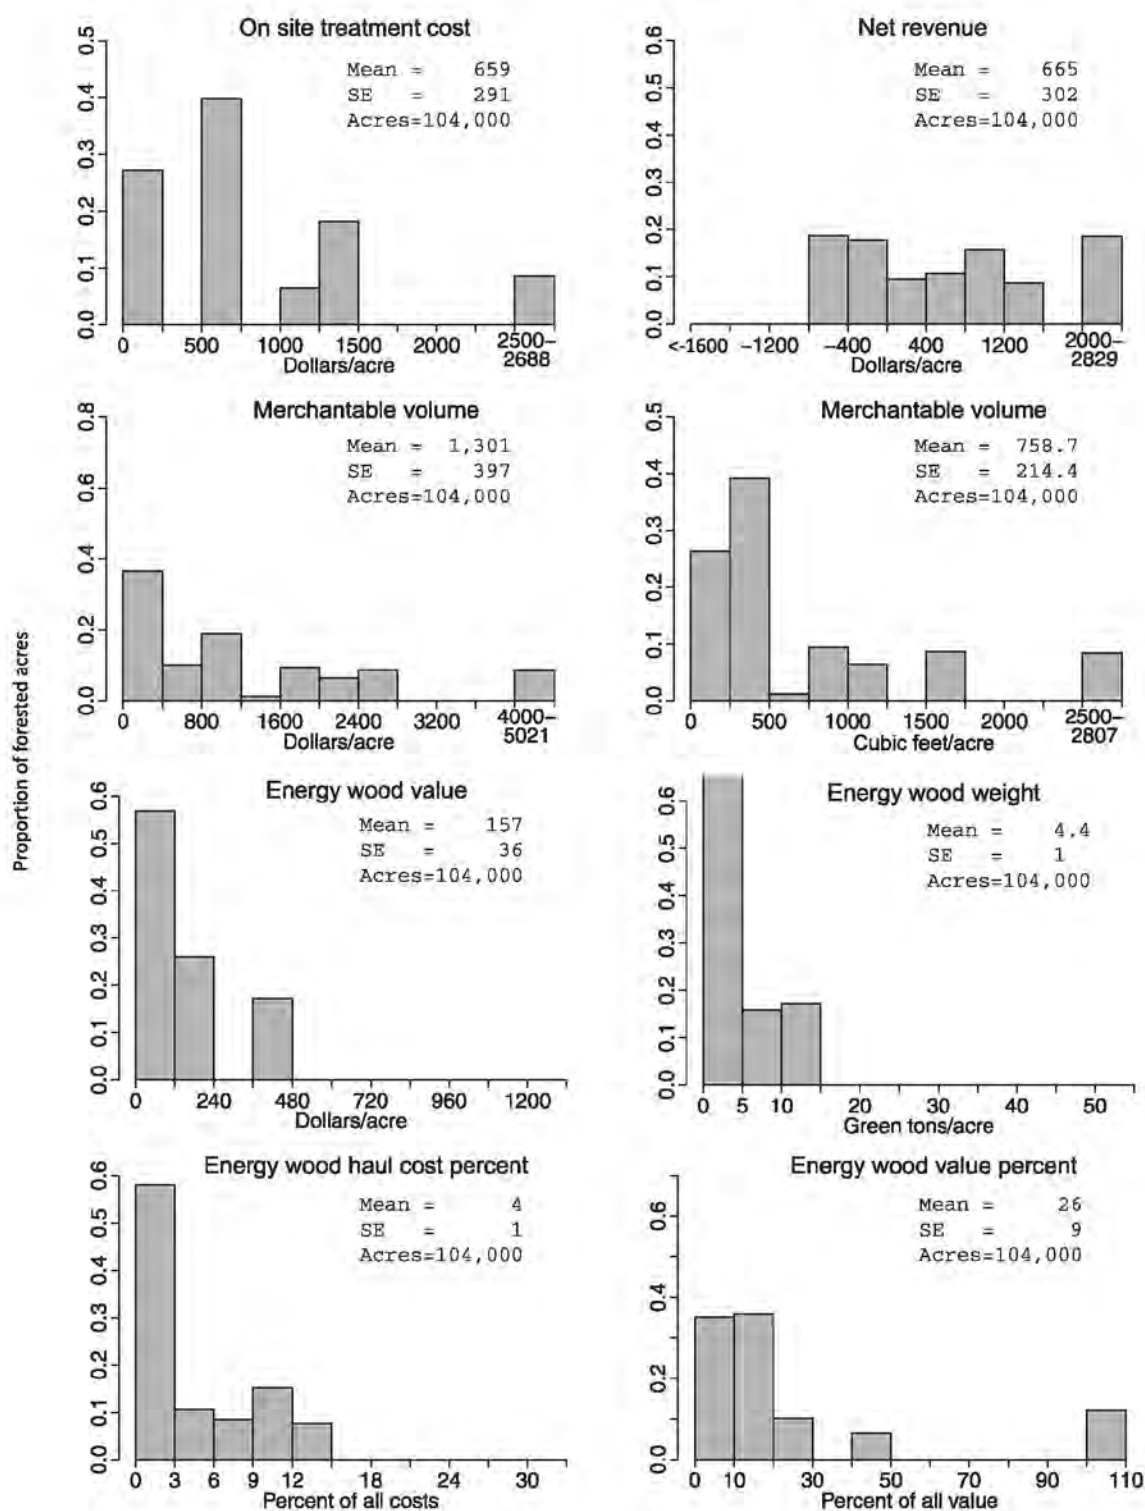 Proportion of forested acres
On site treatment cost
Mean = 659
SE = 291
Acres=104,000
0.5
0.4
0.3
0.2
0.1
0.0
0 500 1000 1500 2000 2500–
2688
Dollars/acre
Net revenue
Mean = 665
SE = 302
Acres=104,000
0.6
0.5
0.4
0.3
0.2
0.1
0.0
<-1600 −1200 −400 400 1200 2000–
2829
Dollars/acre
Merchantable volume
Mean = 1,301
SE = 397
Acres=104,000
0.8
0.6
0.4
0.2
0.0
0 800 1600 2400 3200 4000–
5021
Dollars/acre
Merchantable volume
Mean = 758.7
SE = 214.4
Acres=104,000
0.5
0.4
0.3
0.2
0.1
0.0
0 500 1000 1500 2000 2500–
2807
Cubic feet/acre
Energy wood value
Mean = 157
SE = 36
Acres=104,000
0.6
0.5
0.4
0.3
0.2
0.1
0.0
0 240 480 720 960 1200
Dollars/acre
Energy wood weight
Mean = 4.4
SE = 1
Acres=104,000
0.6
0.5
0.4
0.3
0.2
0.1
0.0
0 5 10 20 30 40 50
Green tons/acre
Energy wood haul cost percent
Mean = 4
SE = 1
Acres=104,000
0.6
0.5
0.4
0.3
0.2
0.1
0.0
0 3 6 9 12 18 24 30
Percent of all costs
Energy wood value percent
Mean = 26
SE = 9
Acres=104,000
0.6
0.4
0.2
0.0
0 10 30 50 70 90 110
Percent of all value